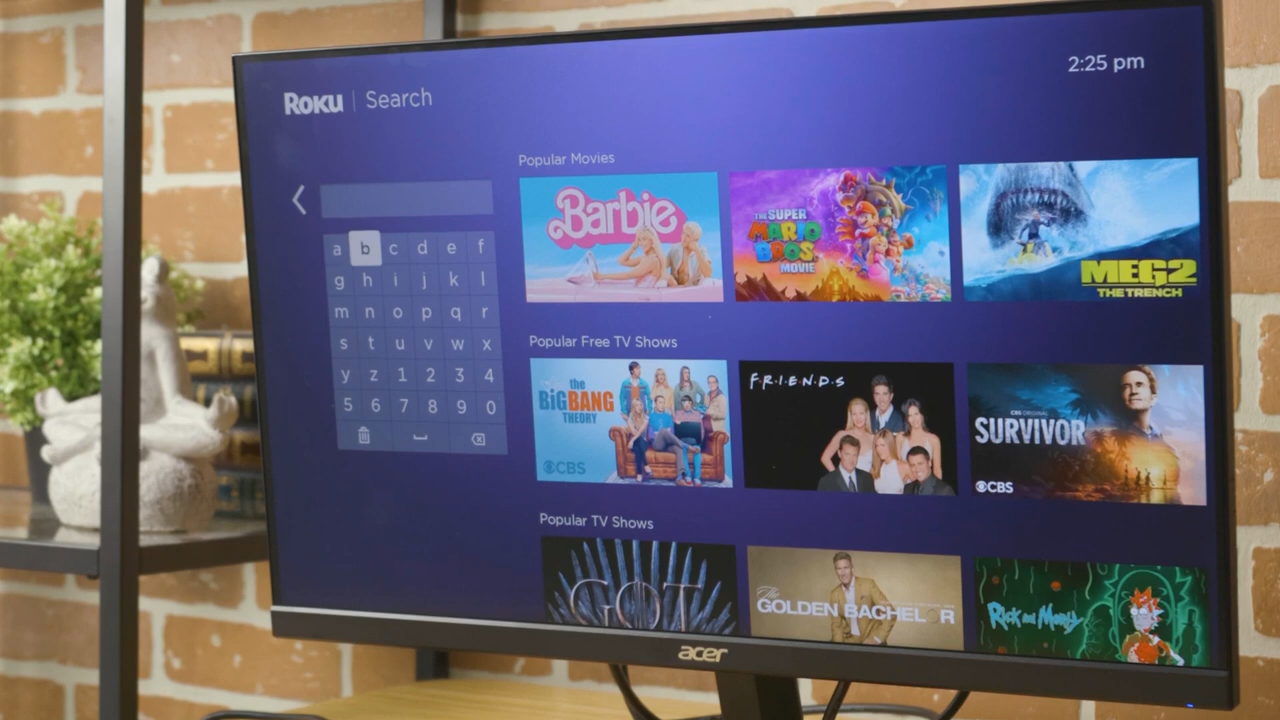 Roku | Search
2:25 pm
a b c d e f
g h i j k l
m n o p q r
s t u v w x
y z 1 2 3 4
5 6 7 8 9 0
Popular Movies
Barbie
THE SUPER
MARIO
BROS.
MOVIE
MEG2
THE TRENCH
Popular Free TV Shows
the
BiG BANG
THEORY
CBS
F·R·I·E·N·D·S
CBS ORIGINAL
SURVIVOR
CBS
Popular TV Shows
GOT
The
GOLDEN BACHELOR
Rick and Morty
acer